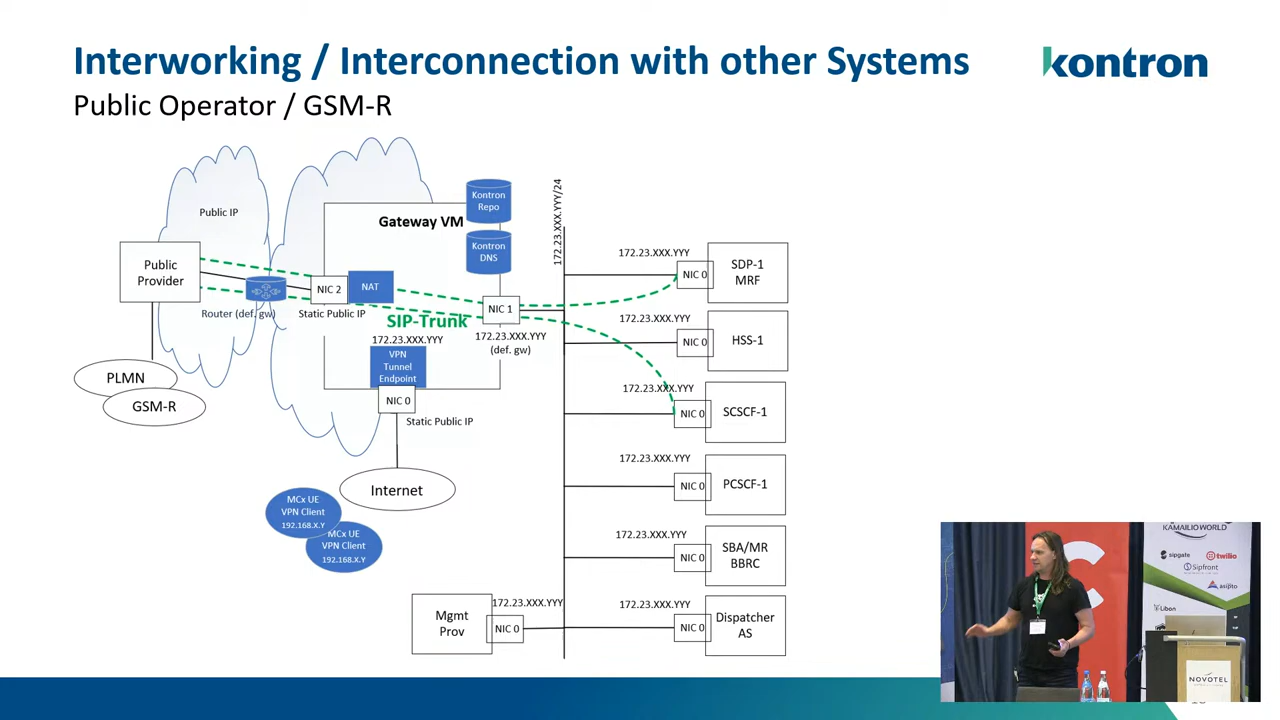 Interworking / Interconnection with other Systems
kontron
Public Operator / GSM-R
Public IP
Public
Provider
Router (def. gw)
PLMN
GSM-R
Gateway VM
Kontron
Repo
Kontron
DNS
NIC 2
NAT
Static Public IP
SIP-Trunk
NIC 1
172.23.XXX.YYY
(def. gw)
172.23.XXX.YYY
VPN
Tunnel
Endpoint
NIC 0
Static Public IP
Internet
MCx UE
VPN Client
192.168.X.Y
MCx UE
VPN Client
192.168.X.Y
172.23.XXX.YYY/24
172.23.XXX.YYY
NIC 0
SDP-1
MRF
172.23.XXX.YYY
NIC 0
HSS-1
172.23.XXX.YYY
NIC 0
SCSCF-1
172.23.XXX.YYY
NIC 0
PCSCF-1
172.23.XXX.YYY
NIC 0
SBA/MR
BBRC
172.23.XXX.YYY
NIC 0
Dispatcher
AS
Mgmt
Prov
172.23.XXX.YYY
NIC 0
KAMAILIO WORLD
sipgate
twilio
Sipfront
asipto
Libon
NOVOTEL